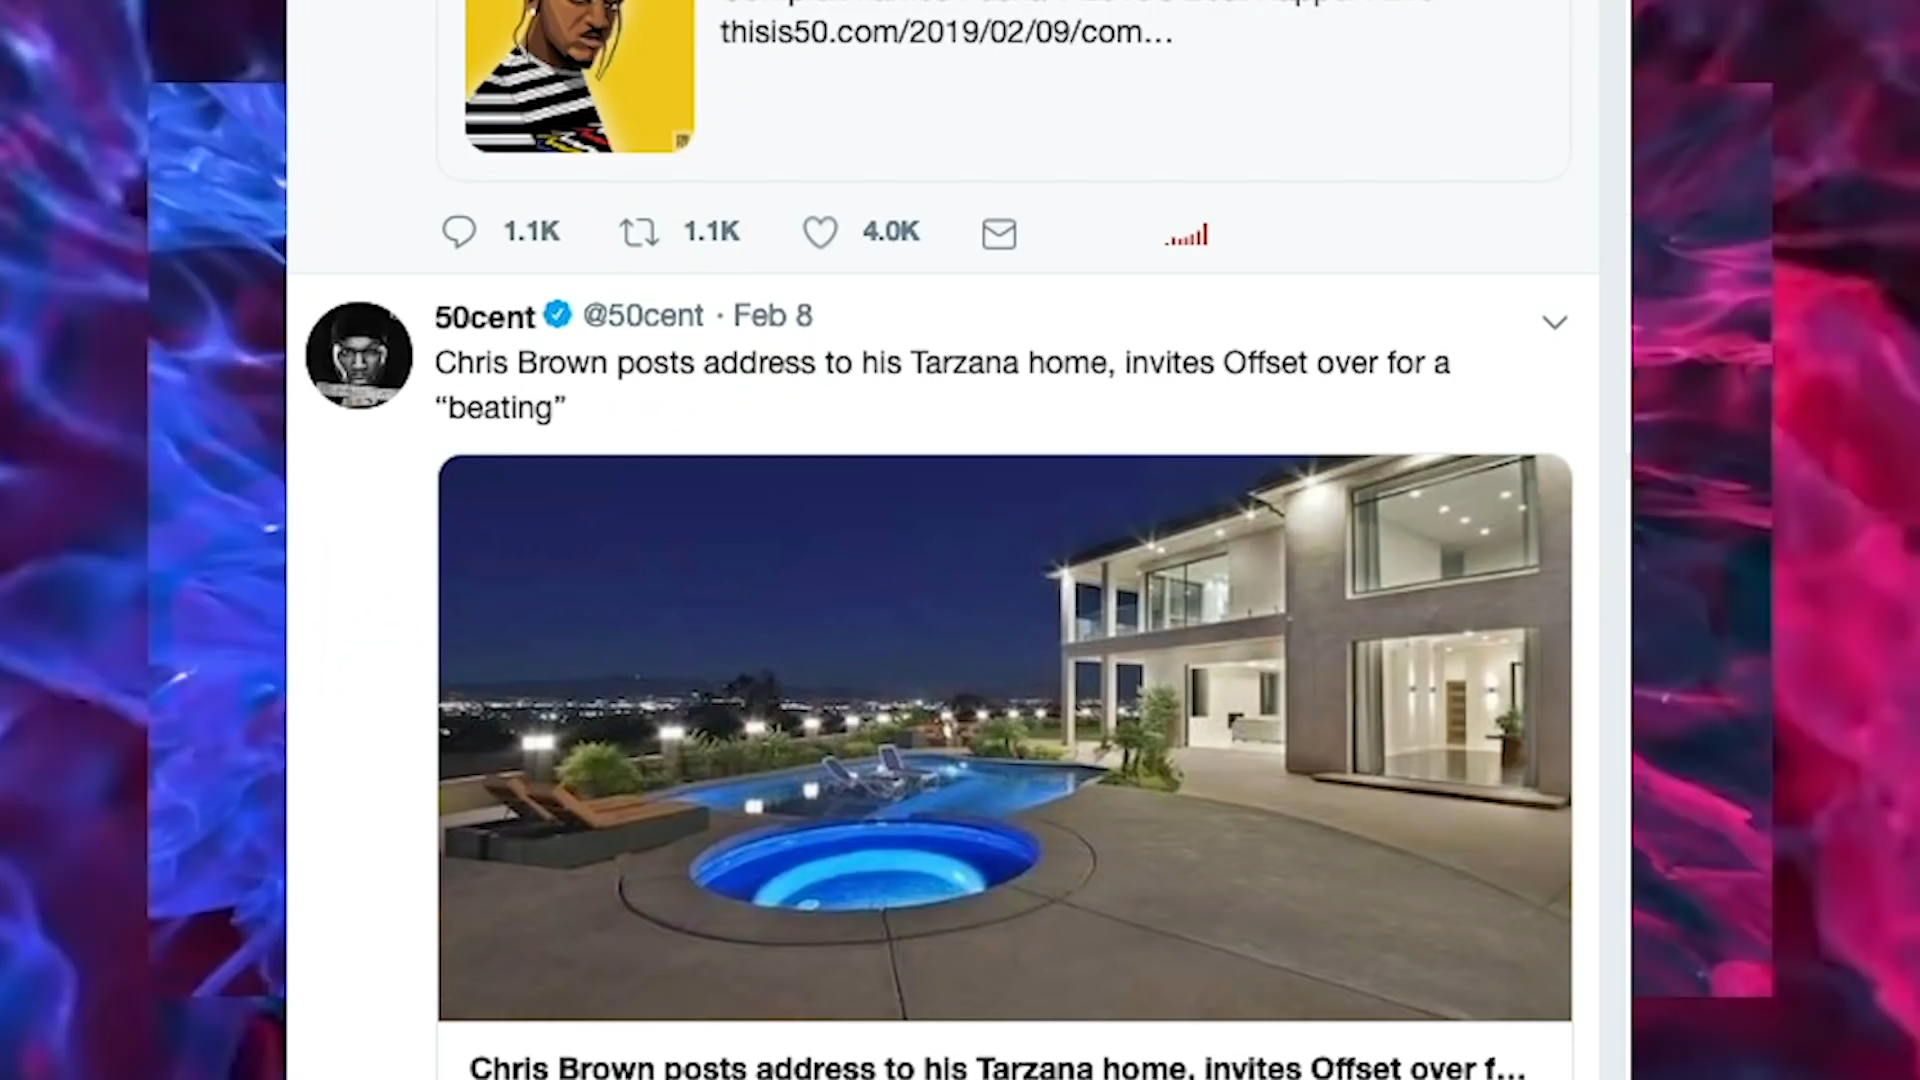 thisis50.com/2019/02/09/com...
1.1K 1.1K 4.0K
50cent @50cent · Feb 8
Chris Brown posts address to his Tarzana home, invites Offset over for a
“beating”
Chris Brown posts address to his Tarzana home, invites Offset over f...